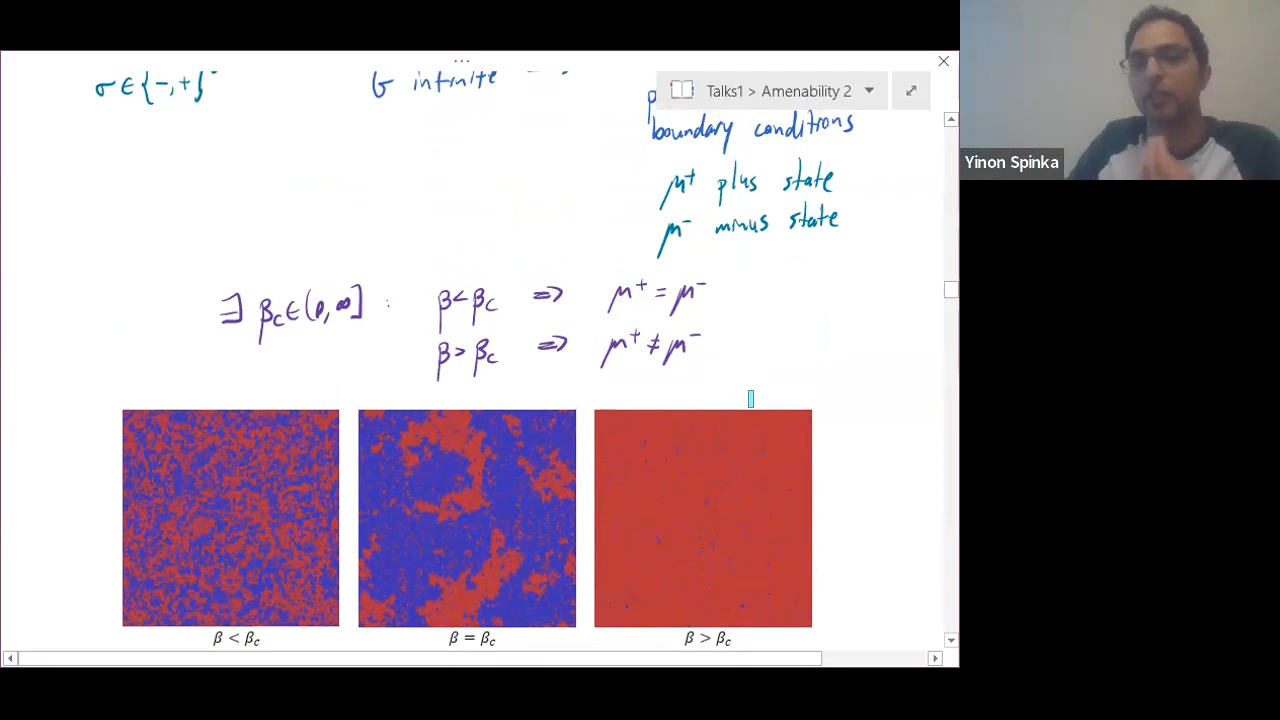 σ ∈ {-,+}
G infinite
Talks1 > Amenability 2
boundary conditions
μ⁺ plus state
μ⁻ minus state
∃ β_c ∈ (0,∞] : β < β_c ⇒ μ⁺ = μ⁻
β > β_c ⇒ μ⁺ ≠ μ⁻
β < β_c
β = β_c
β > β_c
Yinon Spinka